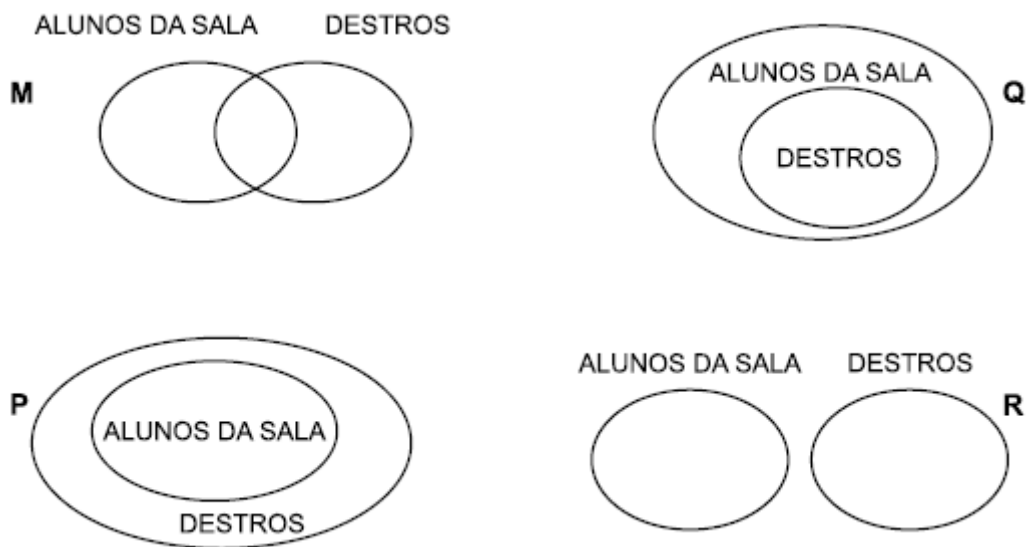 ALUNOS DA SALA DESTROS
M
ALUNOS DA SALA
Q
DESTROS
P
ALUNOS DA SALA
DESTROS
ALUNOS DA SALA DESTROS
R